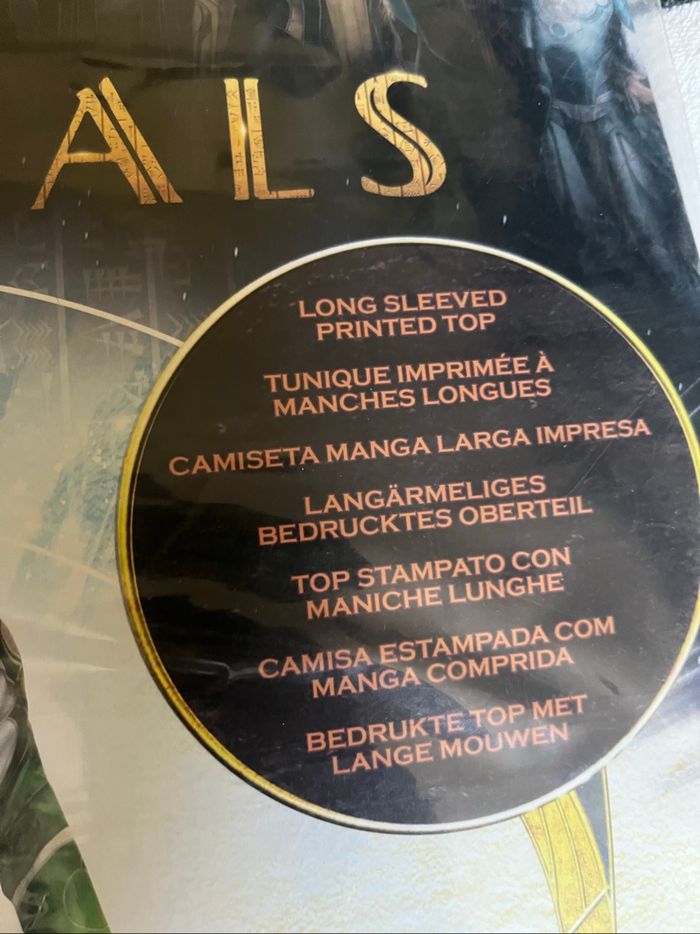 ALS
LONG SLEEVED
PRINTED TOP
TUNIQUE IMPRIMÉE À
MANCHES LONGUES
CAMISETA MANGA LARGA IMPRESA
LANGÄRMELIGES
BEDRUCKTES OBERTEIL
TOP STAMPATO CON
MANICHE LUNGHE
CAMISA ESTAMPADA COM
MANGA COMPRIDA
BEDRUKTE TOP MET
LANGE MOUWEN